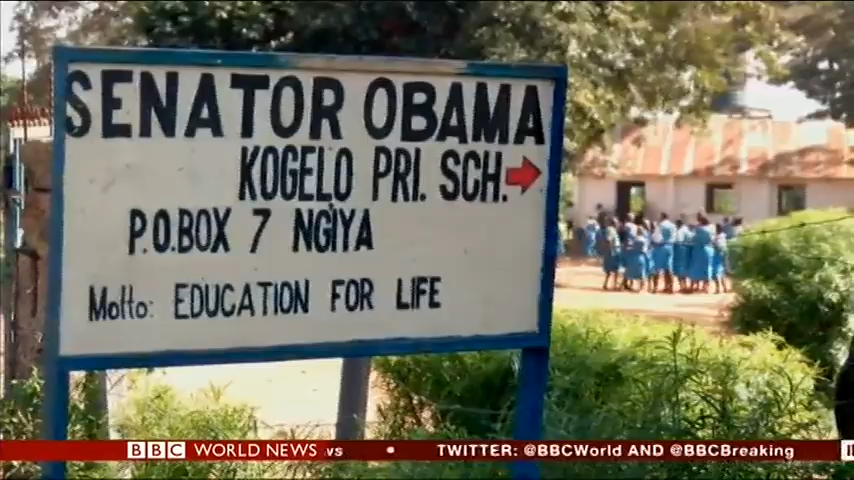 SENATOR OBAMA
KOGELO PRI. SCH.
P.O.BOX 7 NGIYA
Motto: EDUCATION FOR LIFE
BBC WORLD NEWS vs • TWITTER: @BBCWorld AND @BBCBreaking